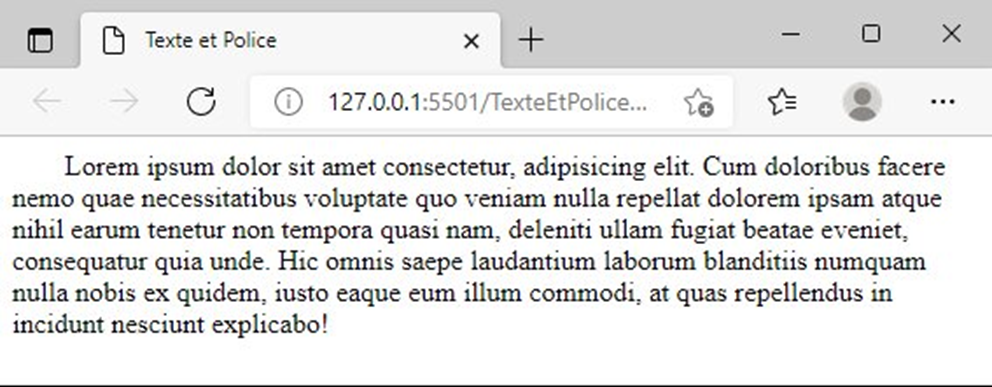 Texte et Police
127.0.0.1:5501/TexteEtPolice...
Lorem ipsum dolor sit amet consectetur, adipisicing elit. Cum doloribus facere
nemo quae necessitatibus voluptate quo veniam nulla repellat dolorem ipsam atque
nihil earum tenetur non tempora quasi nam, deleniti ullam fugiat beatae eveniet,
consequatur quia unde. Hic omnis saepe laudantium laborum blanditiis numquam
nulla nobis ex quidem, iusto eaque eum illum commodi, at quas repellendus in
incidunt nesciunt explicabo!